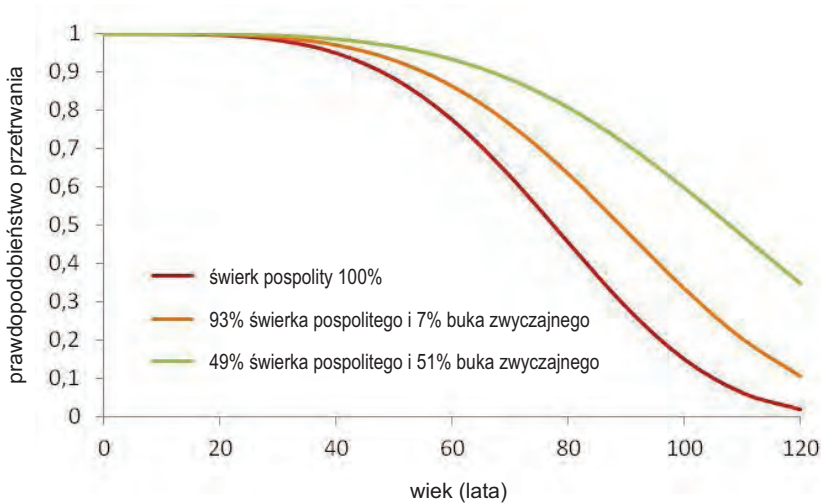 prawdopodobieństwo przetrwania
1
0,9
0,8
0,7
0,6
0,5
0,4
0,3
0,2
0,1
0
świerk pospolity 100%
93% świerka pospolitego i 7% buka zwyczajnego
49% świerka pospolitego i 51% buka zwyczajnego
0 20 40 60 80 100 120
wiek (lata)